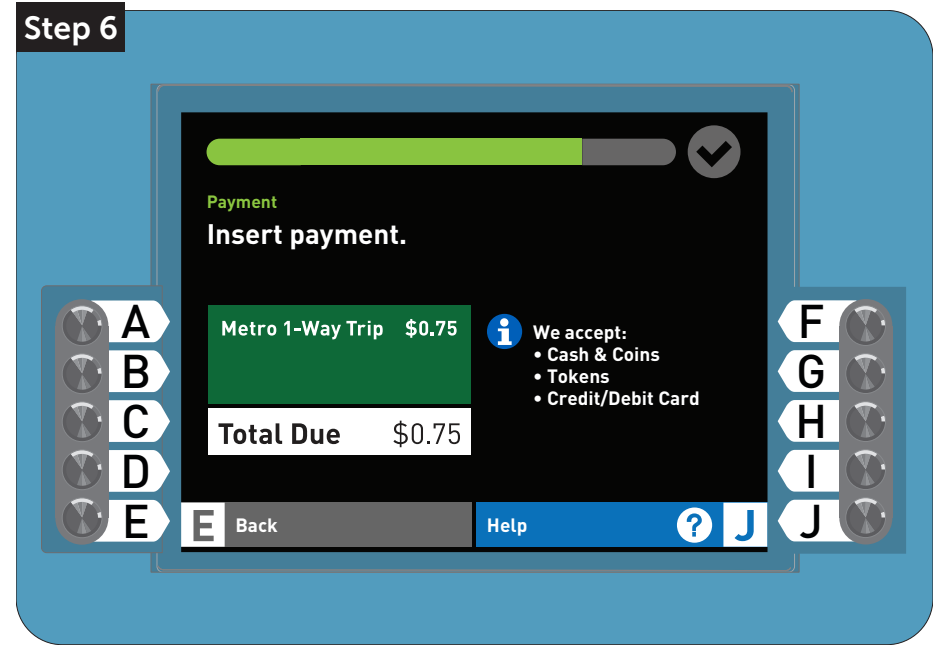 Step 6
Payment
Insert payment.
Metro 1-Way Trip $0.75
Total Due $0.75
We accept:
• Cash & Coins
• Tokens
• Credit/Debit Card
A
B
C
D
E
F
G
H
I
J
E Back
Help ? J